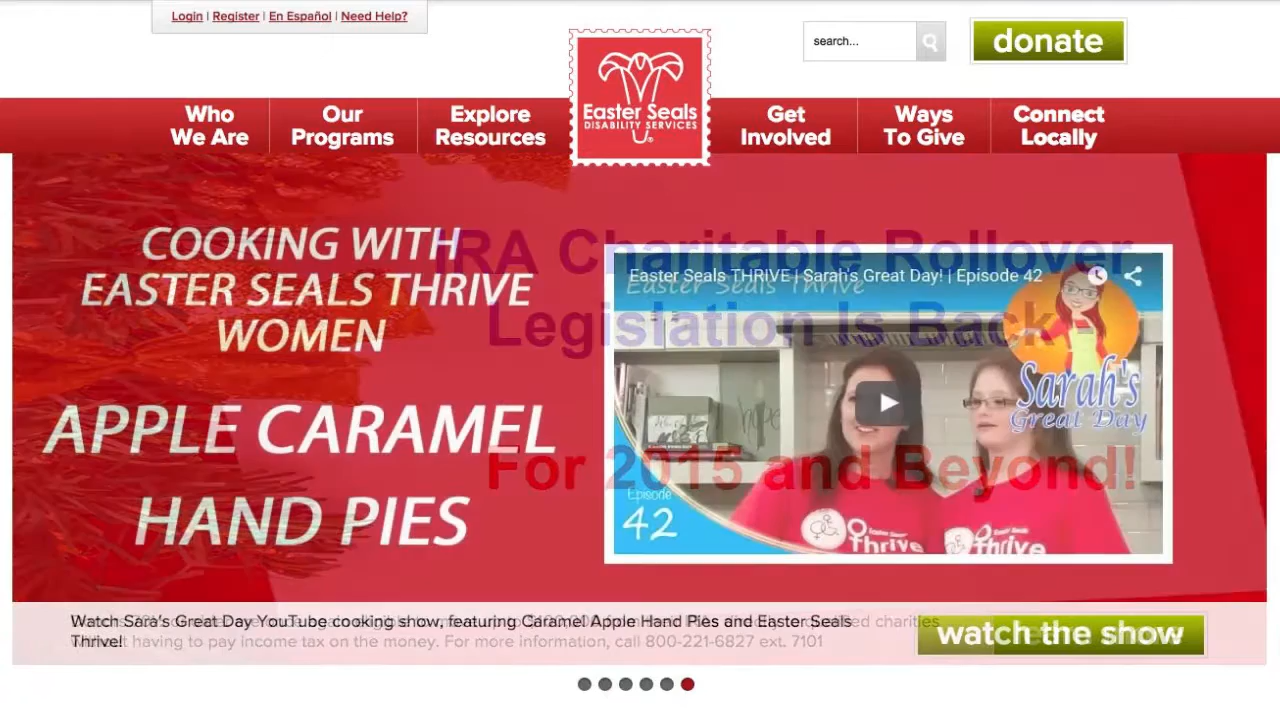 Login | Register | En Español | Need Help?
search...
donate
Who
We Are
Our
Programs
Explore
Resources
Easter Seals
DISABILITY SERVICES
Get
Involved
Ways
To Give
Connect
Locally
COOKING WITH
EASTER SEALS THRIVE
WOMEN
APPLE CARAMEL
HAND PIES
IRA Charitable Rollover
Legislation Is Back
For 2015 and Beyond!
Easter Seals THRIVE | Sarah's Great Day! | Episode 42
Easter Seals Thrive
Sarah's
Great Day
Episode
42
Easter Seals
thrive
Easter Seals
thrive
Watch Sara's Great Day YouTube cooking show, featuring Caramel Apple Hand Pies and Easter Seals
Thrive!
charities
having to pay income tax on the money. For more information, call 800-221-6827 ext. 7101
watch the show